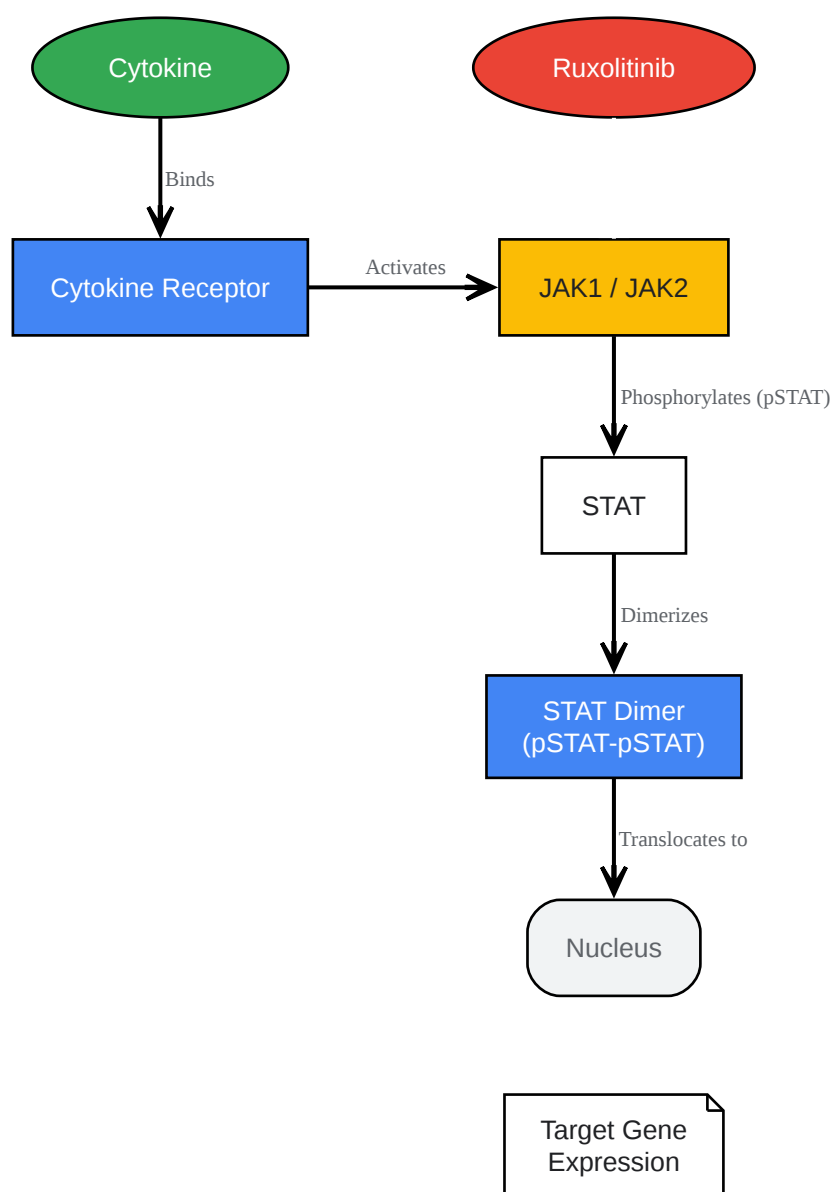 Cytokine
Ruxolitinib
Binds
Cytokine Receptor
Activates
JAK1 / JAK2
Phosphorylates (pSTAT)
STAT
Dimerizes
STAT Dimer
(pSTAT-pSTAT)
Translocates to
Nucleus
Target Gene
Expression